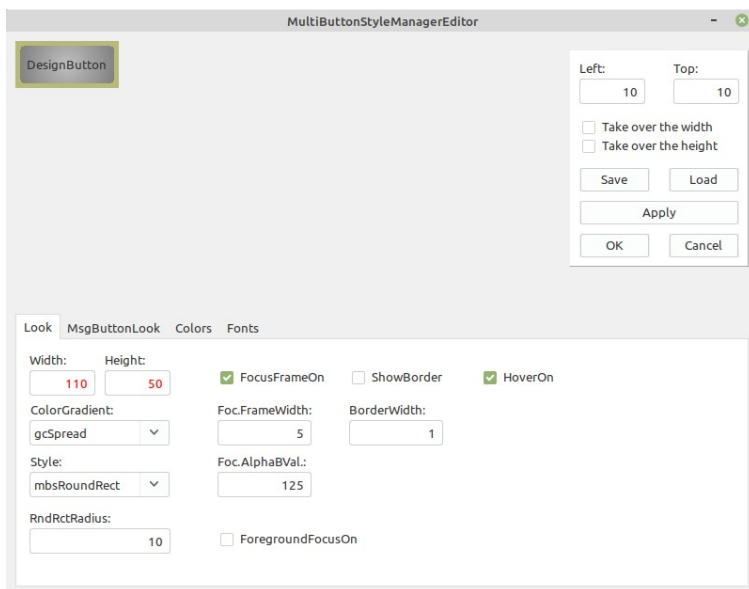 MultiButtonStyleManagerEditor
DesignButton
Left: Top:
10 10
Take over the width
Take over the height
Save Load
Apply
OK Cancel
Look MsgButtonLook Colors Fonts
Width: Height:
110 50
FocusFrameOn ShowBorder HoverOn
ColorGradient: Foc.FrameWidth: BorderWidth:
gcSpread 5 1
Style: Foc.AlphaBVal.:
mbsRoundRect 125
RndRctRadius:
10 ForegroundFocusOn